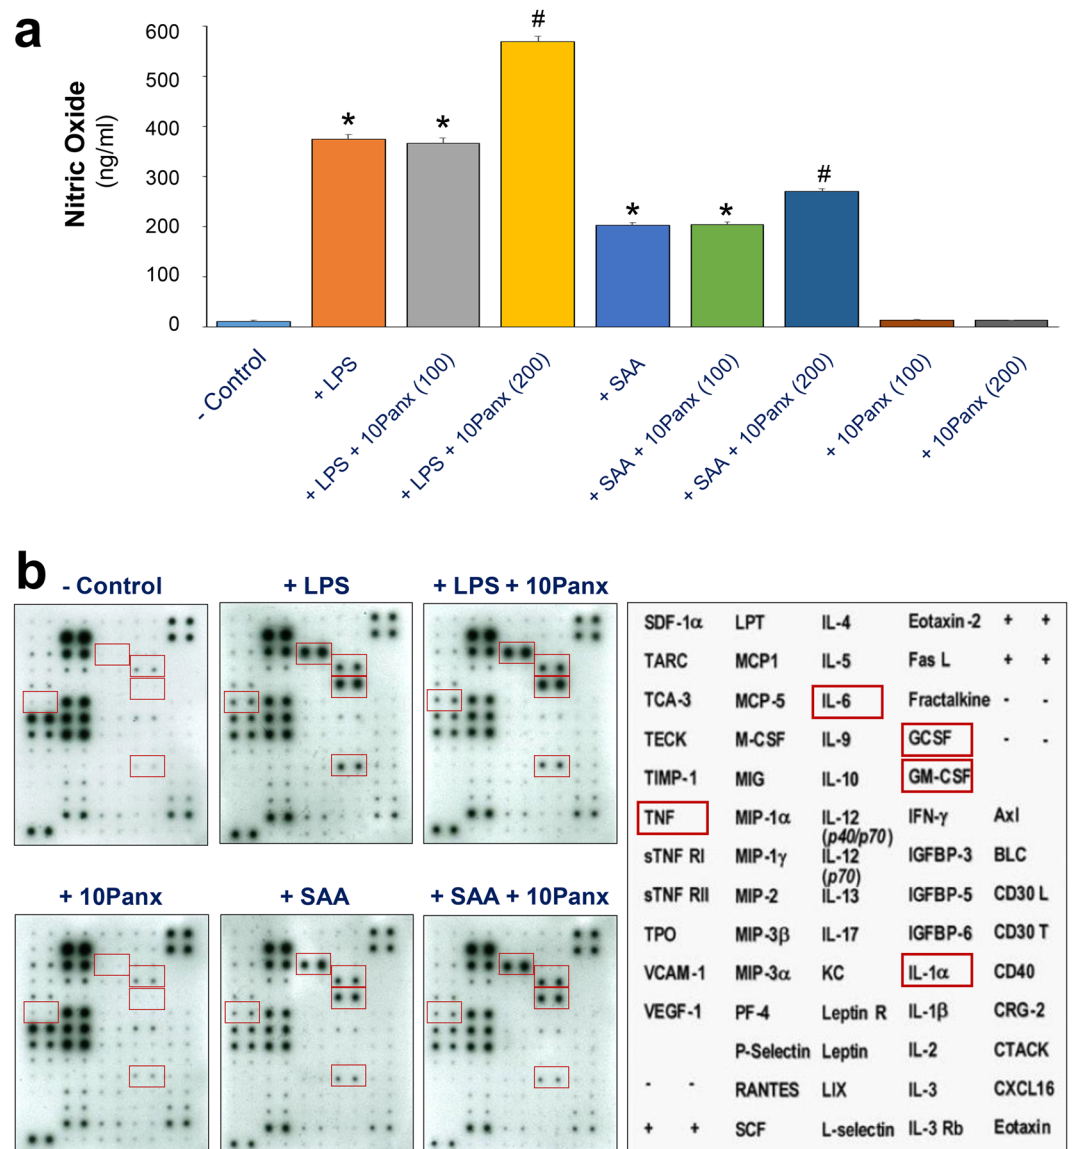 a
Nitric Oxide
(ng/ml)
600
500
400
300
200
100
0
*
*
#
*
*
#
- Control
+ LPS
+ LPS + 10Panx (100)
+ LPS + 10Panx (200)
+ SAA
+ SAA + 10Panx (100)
+ SAA + 10Panx (200)
+ 10Panx (100)
+ 10Panx (200)
b
- Control
+ LPS
+ LPS + 10Panx
+ 10Panx
+ SAA
+ SAA + 10Panx
SDF-1α LPT IL-4 Eotaxin-2 + +
TARC MCP1 IL-5 Fas L + +
TCA-3 MCP-5 IL-6 Fractalkine - -
TECK M-CSF IL-9 GCSF - -
TIMP-1 MIG IL-10 GM-CSF
TNF MIP-1α IL-12 IFN-γ Axl
(p40/p70)
sTNF RI MIP-1γ IL-12 IGFBP-3 BLC
(p70)
sTNF RII MIP-2 IL-13 IGFBP-5 CD30 L
TPO MIP-3β IL-17 IGFBP-6 CD30 T
VCAM-1 MIP-3α KC IL-1α CD40
VEGF-1 PF-4 Leptin R IL-1β CRG-2
P-Selectin Leptin IL-2 CTACK
- - RANTES LIX IL-3 CXCL16
+ + SCF L-selectin IL-3 Rb Eotaxin